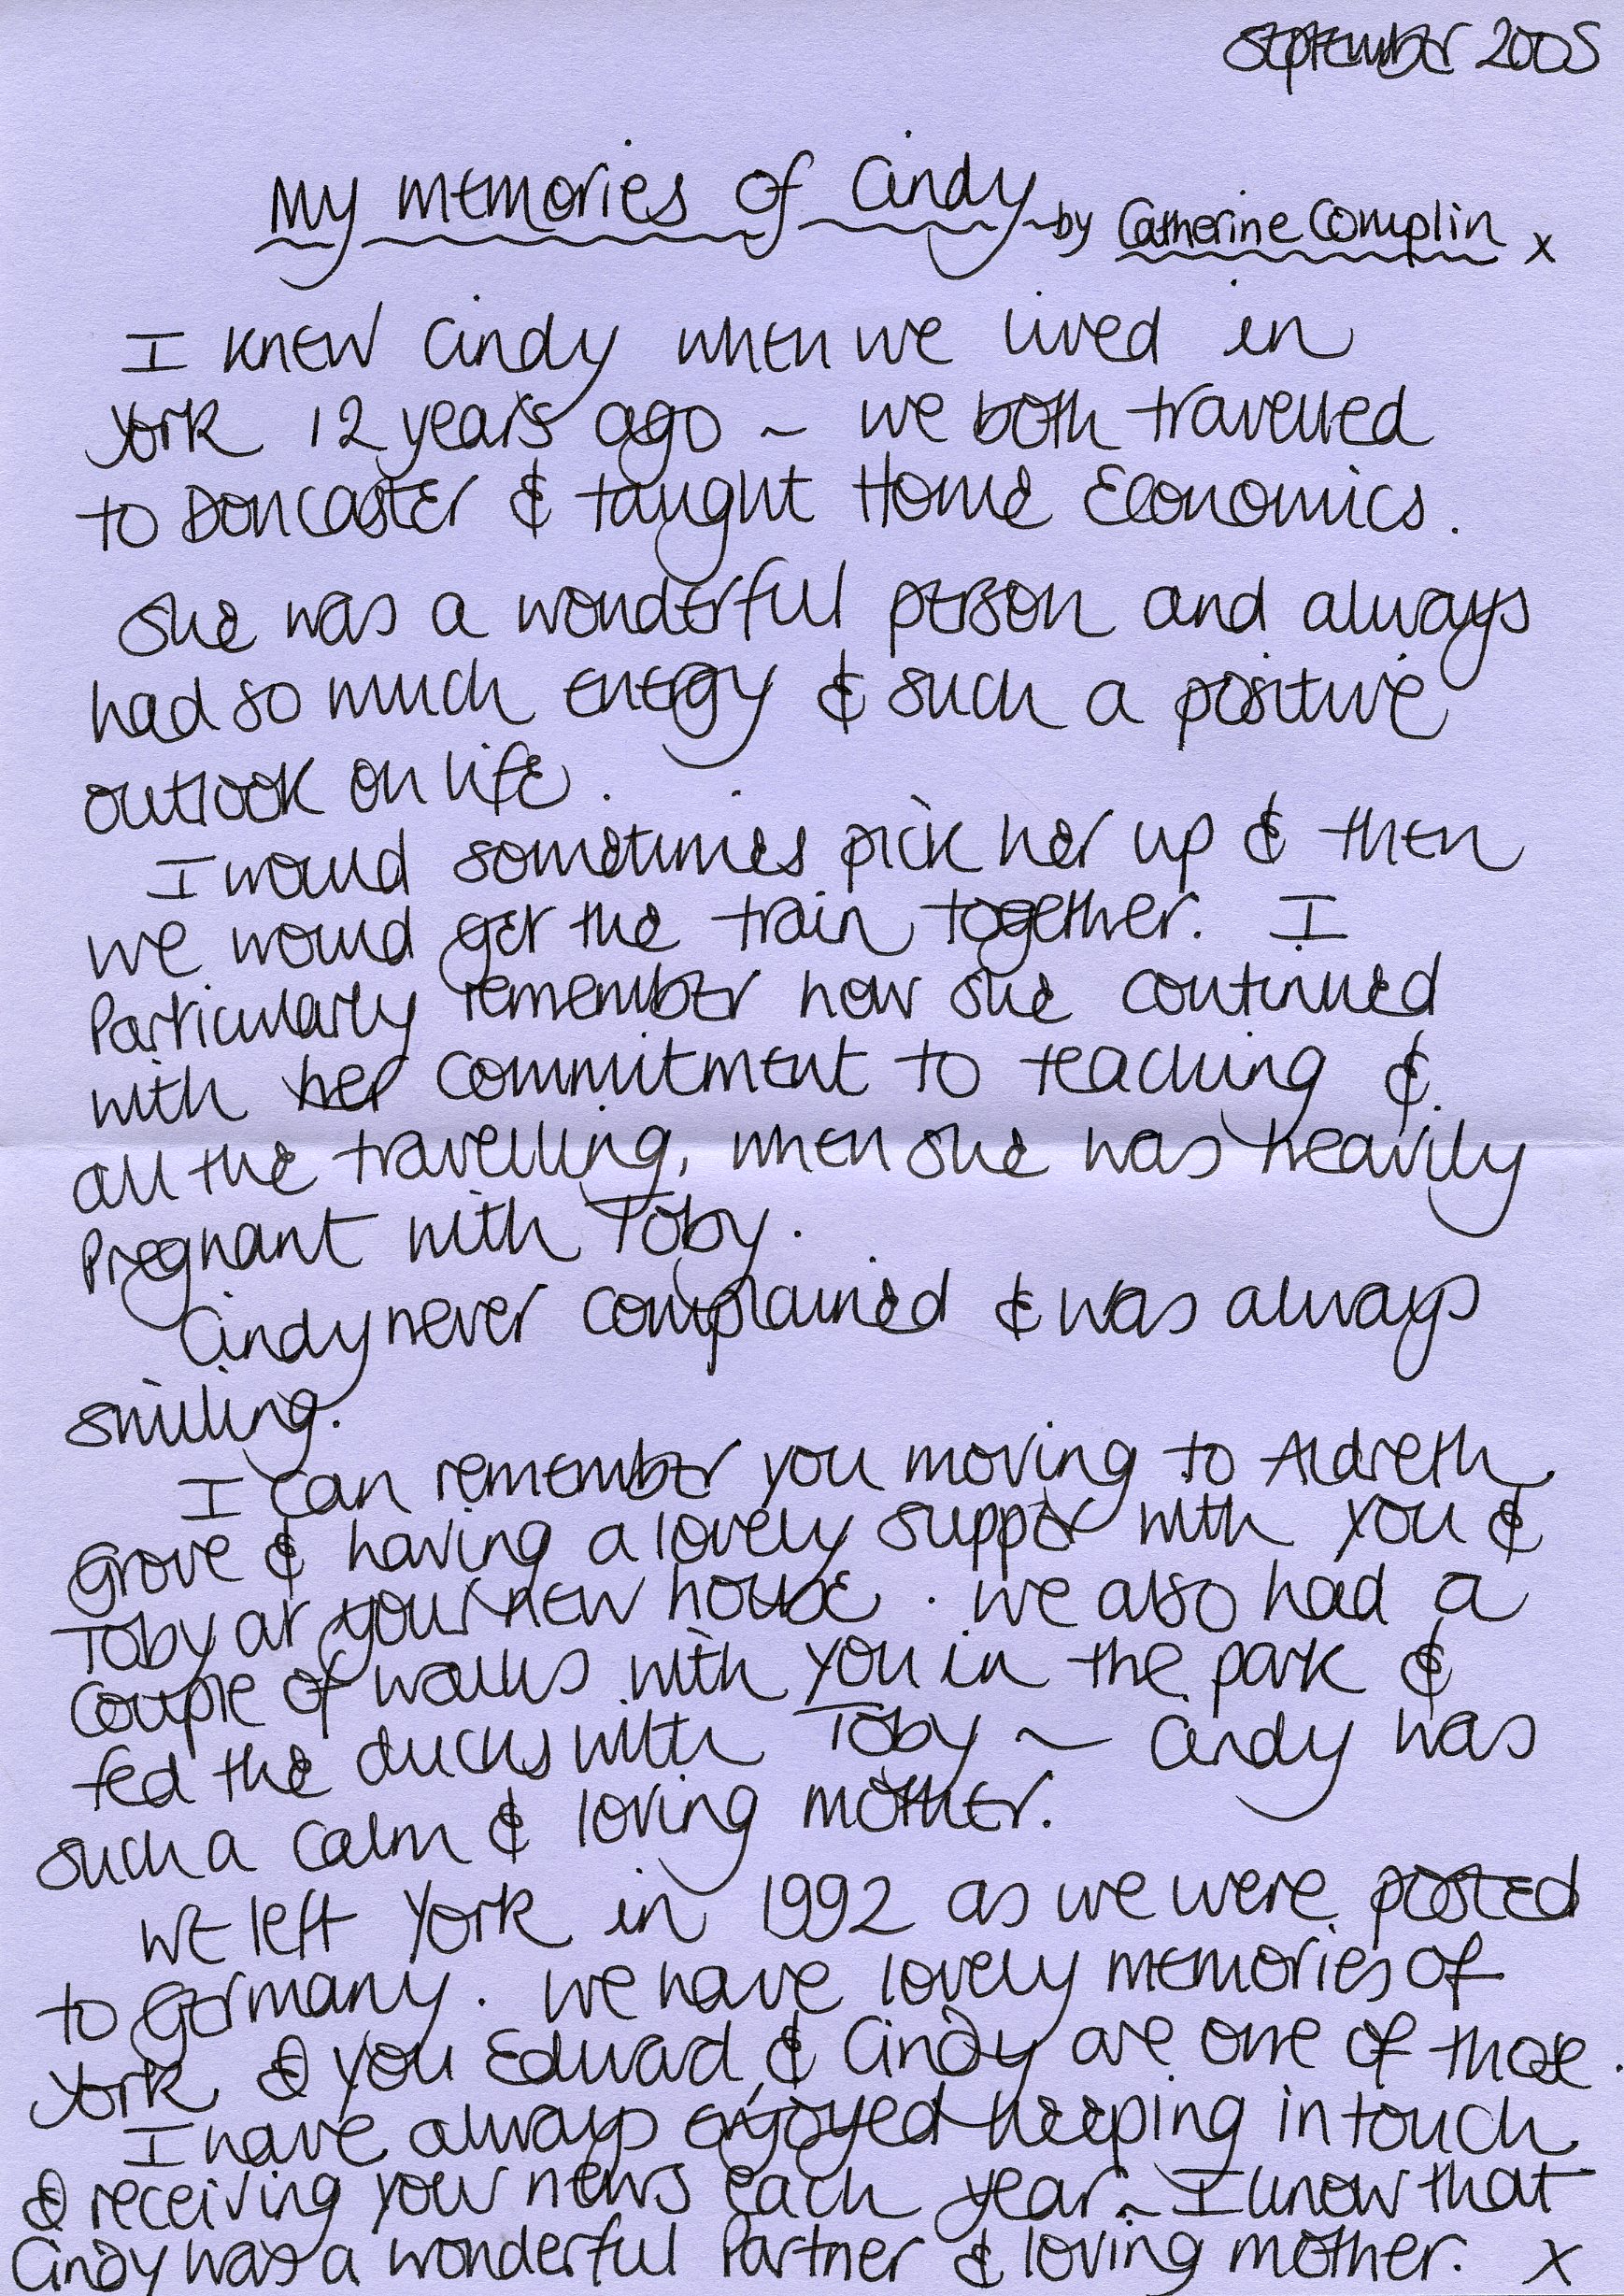 September 2005
My memories of Cindy ~ by Catherine Complin x
I knew Cindy when we lived in
York 12 years ago ~ we both travelled
to Doncaster & taught Home Economics.
She was a wonderful person and always
had so much energy & such a positive
outlook on life.
I would sometimes pick her up & then
we would get the train together. I
Particularly remember how she continued
with her commitment to teaching &
all the travelling, when she was heavily
Pregnant with Toby.
Cindy never complained & was always
smiling.
I can remember you moving to Aldreth
Grove & having a lovely supper with you &
Toby at your new house. We also had a
couple of walks with you in the park &
fed the ducks with Toby ~ Cindy was
such a calm & loving mother.
We left York in 1992 as we were posted
to Germany. We have lovely memories of
York & you Edward & Cindy are one of those.
I have always enjoyed keeping in touch
& receiving your news each year ~ I know that
Cindy was a wonderful Partner & loving mother. x